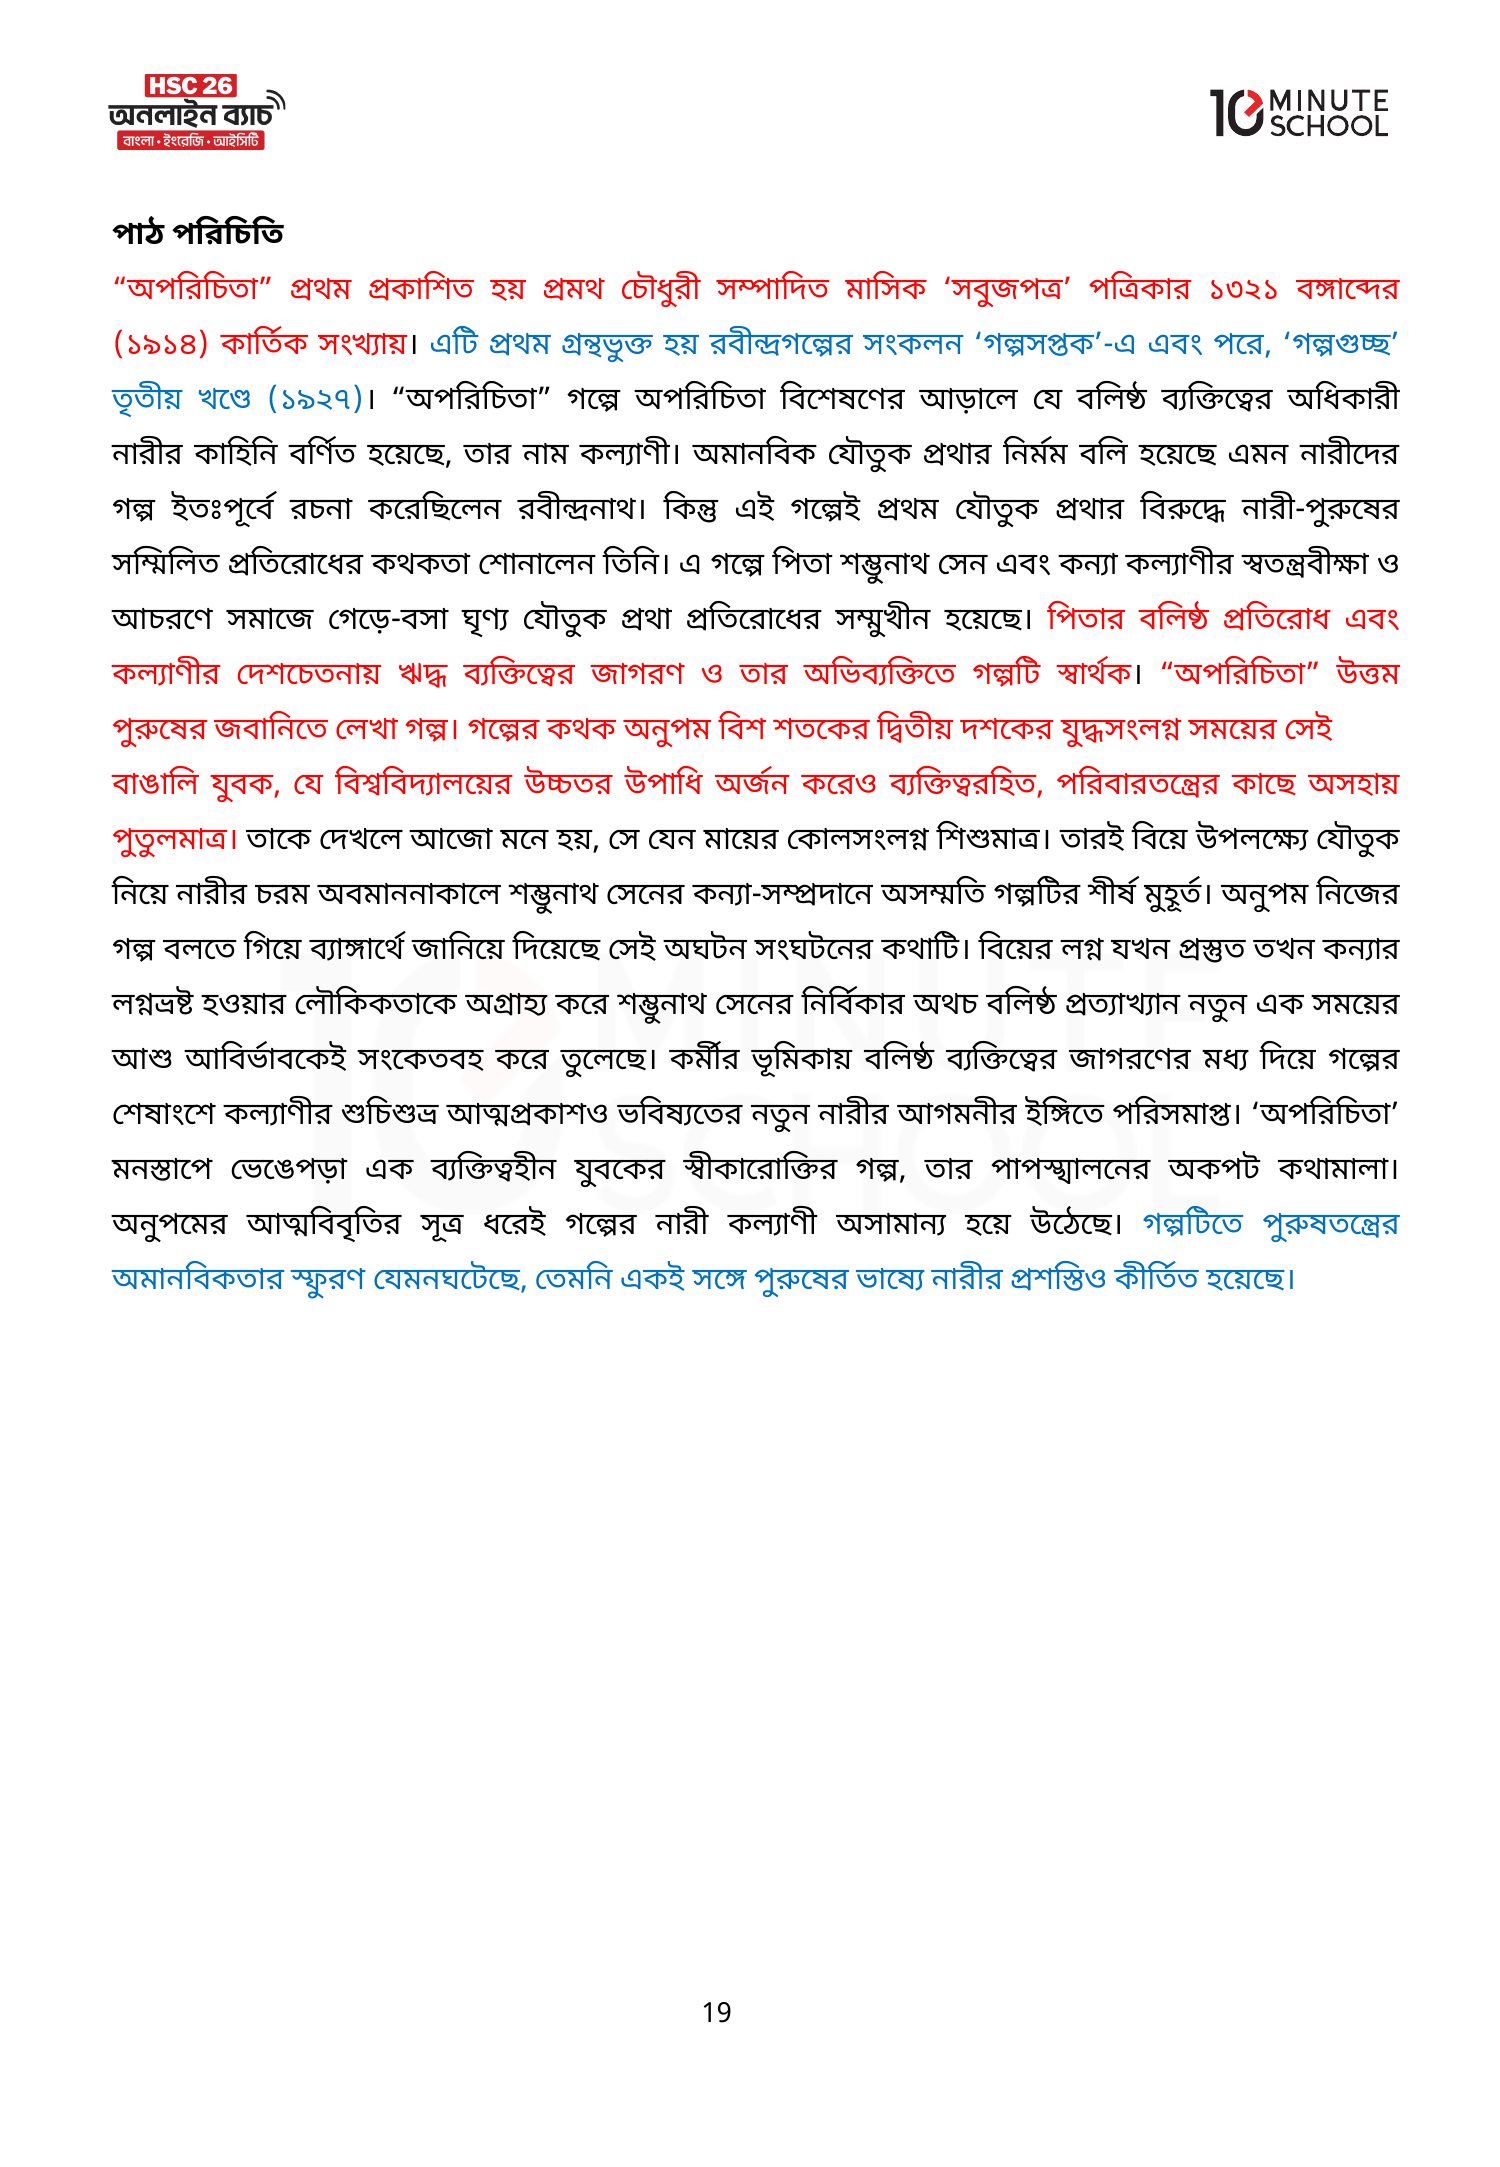 HSC 26
অনলাইন ব্যাচ
বাংলা • ইংরেজি • আইসিটি
10 MINUTE SCHOOL
পাঠ পরিচিতি
“অপরিচিতা” প্রথম প্রকাশিত হয় প্রমথ চৌধুরী সম্পাদিত মাসিক ‘সবুজপত্র’ পত্রিকার ১৩২১ বঙ্গাব্দের
(১৯১৪) কার্তিক সংখ্যায়। এটি প্রথম গ্রন্থভুক্ত হয় রবীন্দ্রগল্পের সংকলন ‘গল্পসপ্তক’-এ এবং পরে, ‘গল্পগুচ্ছ’
তৃতীয় খণ্ডে (১৯২৭)। “অপরিচিতা” গল্পে অপরিচিতা বিশেষণের আড়ালে যে বলিষ্ঠ ব্যক্তিত্বের অধিকারী
নারীর কাহিনি বর্ণিত হয়েছে, তার নাম কল্যাণী। অমানবিক যৌতুক প্রথার নির্মম বলি হয়েছে এমন নারীদের
গল্প ইতঃপূর্বে রচনা করেছিলেন রবীন্দ্রনাথ। কিন্তু এই গল্পেই প্রথম যৌতুক প্রথার বিরুদ্ধে নারী-পুরুষের
সম্মিলিত প্রতিরোধের কথকতা শোনালেন তিনি। এ গল্পে পিতা শম্ভুনাথ সেন এবং কন্যা কল্যাণীর স্বতন্ত্রবীক্ষা ও
আচরণে সমাজে গেড়ে-বসা ঘৃণ্য যৌতুক প্রথা প্রতিরোধের সম্মুখীন হয়েছে। পিতার বলিষ্ঠ প্রতিরোধ এবং
কল্যাণীর দেশচেতনায় ঋদ্ধ ব্যক্তিত্বের জাগরণ ও তার অভিব্যক্তিতে গল্পটি স্বার্থক। “অপরিচিতা” উত্তম
পুরুষের জবানিতে লেখা গল্প। গল্পের কথক অনুপম বিশ শতকের দ্বিতীয় দশকের যুদ্ধসংলগ্ন সময়ের সেই
বাঙালি যুবক, যে বিশ্ববিদ্যালয়ের উচ্চতর উপাধি অর্জন করেও ব্যক্তিত্বরহিত, পরিবারতন্ত্রের কাছে অসহায়
পুতুলমাত্র। তাকে দেখলে আজো মনে হয়, সে যেন মায়ের কোলসংলগ্ন শিশুমাত্র। তারই বিয়ে উপলক্ষ্যে যৌতুক
নিয়ে নারীর চরম অবমাননাকালে শম্ভুনাথ সেনের কন্যা-সম্প্রদানে অসম্মতি গল্পটির শীর্ষ মুহূর্ত। অনুপম নিজের
গল্প বলতে গিয়ে ব্যাঙ্গার্থে জানিয়ে দিয়েছে সেই অঘটন সংঘটনের কথাটি। বিয়ের লগ্ন যখন প্রস্তুত তখন কন্যার
লগ্নভ্রষ্ট হওয়ার লৌকিকতাকে অগ্রাহ্য করে শম্ভুনাথ সেনের নির্বিকার অথচ বলিষ্ঠ প্রত্যাখ্যান নতুন এক সময়ের
আশু আবির্ভাবকেই সংকেতবহ করে তুলেছে। কর্মীর ভূমিকায় বলিষ্ঠ ব্যক্তিত্বের জাগরণের মধ্য দিয়ে গল্পের
শেষাংশে কল্যাণীর শুচিশুভ্র আত্মপ্রকাশও ভবিষ্যতের নতুন নারীর আগমনীর ইঙ্গিতে পরিসমাপ্ত। ‘অপরিচিতা’
মনস্তাপে ভেঙেপড়া এক ব্যক্তিত্বহীন যুবকের স্বীকারোক্তির গল্প, তার পাপস্খালনের অকপট কথামালা।
অনুপমের আত্মবিবৃতির সূত্র ধরেই গল্পের নারী কল্যাণী অসামান্য হয়ে উঠেছে। গল্পটিতে পুরুষতন্ত্রের
অমানবিকতার স্ফুরণ যেমনঘটেছে, তেমনি একই সঙ্গে পুরুষের ভাষ্যে নারীর প্রশস্তিও কীর্তিত হয়েছে।
19